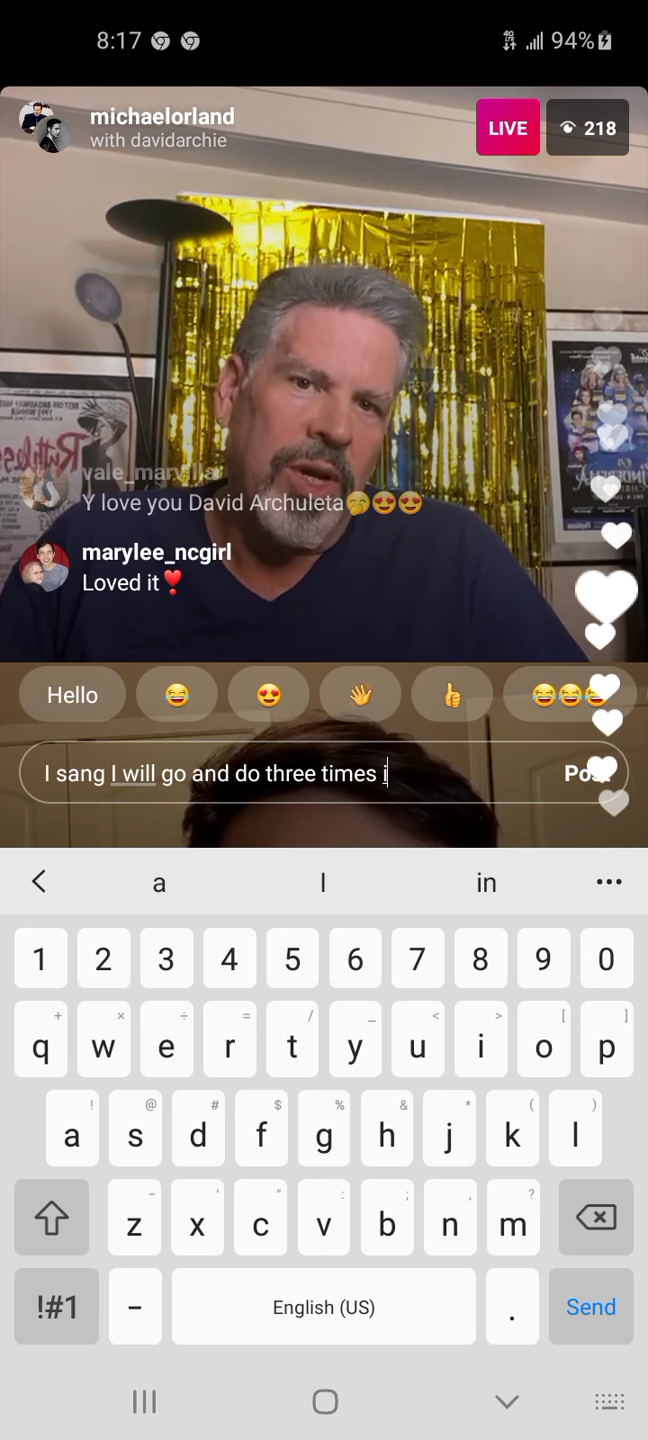 8:17 94%
michaelorland
with davidarchie
LIVE 218
Ruthless
vale_marvilla
Y love you David Archuleta🤭😍😍
marylee_ncgirl
Loved it❣️
Hello 😂 😍 👋 👍 😂😂😂
I sang I will go and do three times i Post
a I in
1 2 3 4 5 6 7 8 9 0
+ × ÷ = / _ < > [ ]
q w e r t y u i o p
! @ # $ % & * ( )
a s d f g h j k l
- ' " : ; , ?
z x c v b n m
!#1 - English (US) . Send